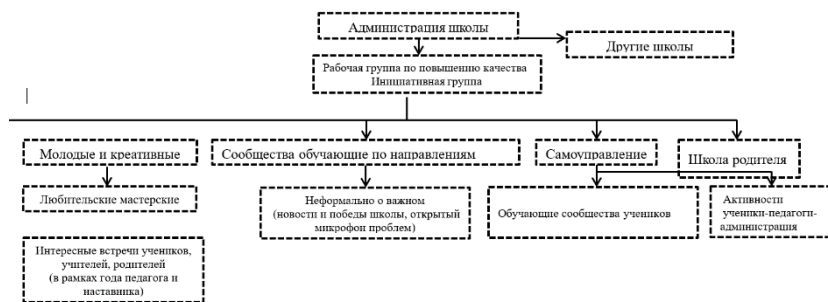 Администрация школы
Другие школы
Рабочая группа по повышению качества
Инициативная группа
Молодые и креативные
Сообщества обучающие по направлениям
Самоуправление
Школа родителя
Любительские мастерские
Неформально о важном
(новости и победы школы, открытый
микрофон проблем)
Обучающие сообщества учеников
Активности
ученики-педагоги-
администрация
Интересные встречи учеников,
учителей, родителей
(в рамках года педагога и
наставника)